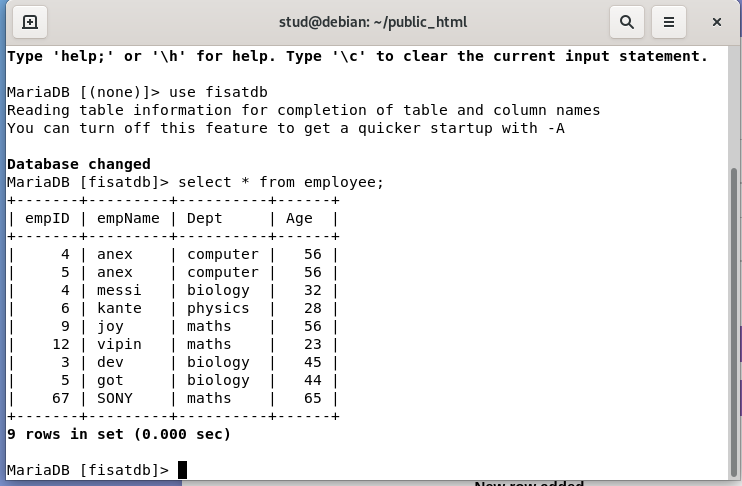 stud@debian: ~/public_html
Type 'help;' or '\h' for help. Type '\c' to clear the current input statement.
MariaDB [(none)]> use fisatdb
Reading table information for completion of table and column names
You can turn off this feature to get a quicker startup with -A
Database changed
MariaDB [fisatdb]> select * from employee;
+-------+---------+----------+------+
| empID | empName | Dept     | Age  |
+-------+---------+----------+------+
|     4 | anex    | computer |   56 |
|     5 | anex    | computer |   56 |
|     4 | messi   | biology  |   32 |
|     6 | kante   | physics  |   28 |
|     9 | joy     | maths    |   56 |
|    12 | vipin   | maths    |   23 |
|     3 | dev     | biology  |   45 |
|     5 | got     | biology  |   44 |
|    67 | SONY    | maths    |   65 |
+-------+---------+----------+------+
9 rows in set (0.000 sec)
MariaDB [fisatdb]>
New row added